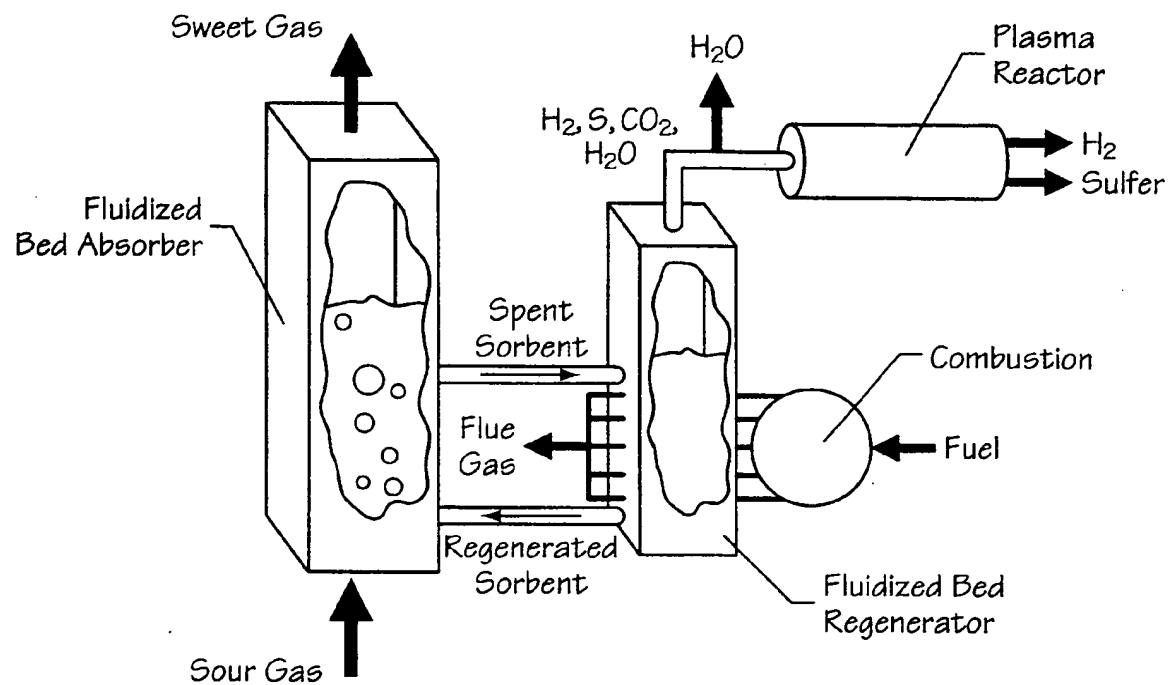 Sweet Gas
H₂O
Plasma
Reactor
H₂, S, CO₂,
H₂O
H₂
Sulfer
Fluidized
Bed Absorber
Spent
Sorbent
Combustion
Flue
Gas
Fuel
Regenerated
Sorbent
Fluidized Bed
Regenerator
Sour Gas